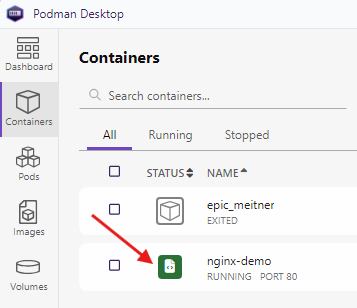 Podman Desktop
Dashboard
Containers
Pods
Images
Volumes
Containers
Search containers...
All Running Stopped
STATUS NAME
epic_meitner
EXITED
nginx-demo
RUNNING PORT 80